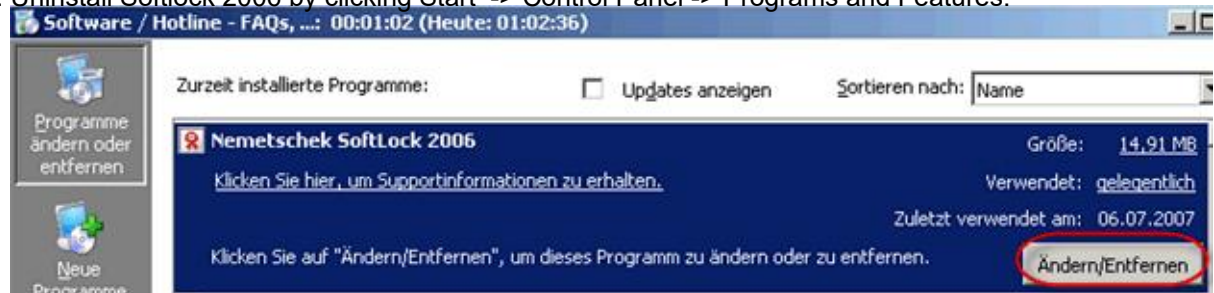 Uninstall Softlock 2006 by clicking Start -> Control Panel -> Programs and Features.
Software / Hotline - FAQs, ...: 00:01:02 (Heute: 01:02:36)
Programme ändern oder entfernen
Zurzeit installierte Programme:
Updates anzeigen
Sortieren nach: Name
Nemetschek SoftLock 2006
Größe: 14,91 MB
Klicken Sie hier, um Supportinformationen zu erhalten.
Verwendet: gelegentlich
Zuletzt verwendet am: 06.07.2007
Klicken Sie auf "Ändern/Entfernen", um dieses Programm zu ändern oder zu entfernen.
Ändern/Entfernen
Neue
Programme